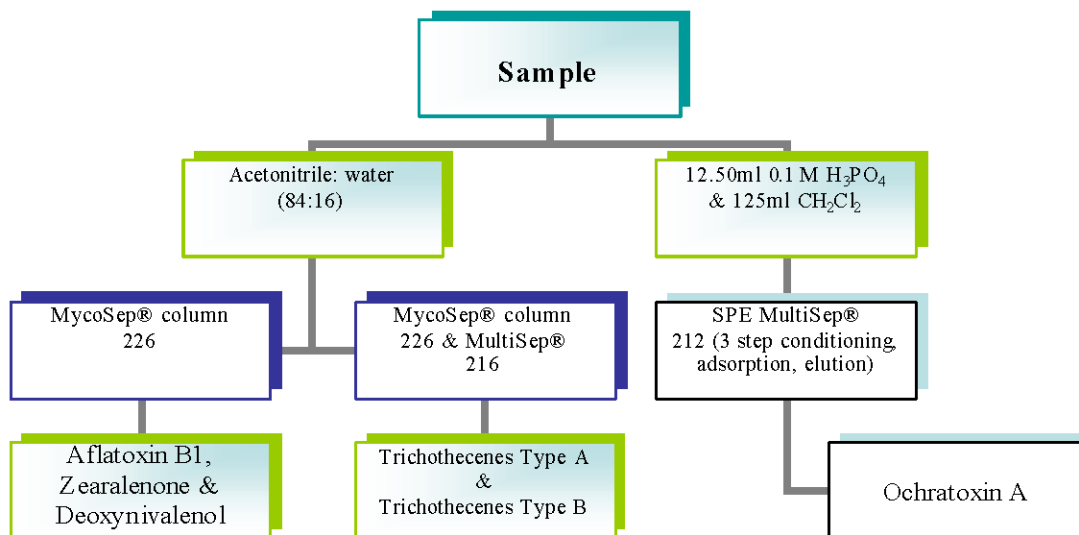 Sample
Acetonitrile: water
(84:16)
12.50ml 0.1 M H₃PO₄
& 125ml CH₂Cl₂
MycoSep® column
226
MycoSep® column
226 & MultiSep®
216
SPE MultiSep®
212 (3 step conditioning,
adsorption, elution)
Aflatoxin B1,
Zearalenone &
Deoxynivalenol
Trichothecenes Type A
&
Trichothecenes Type B
Ochratoxin A